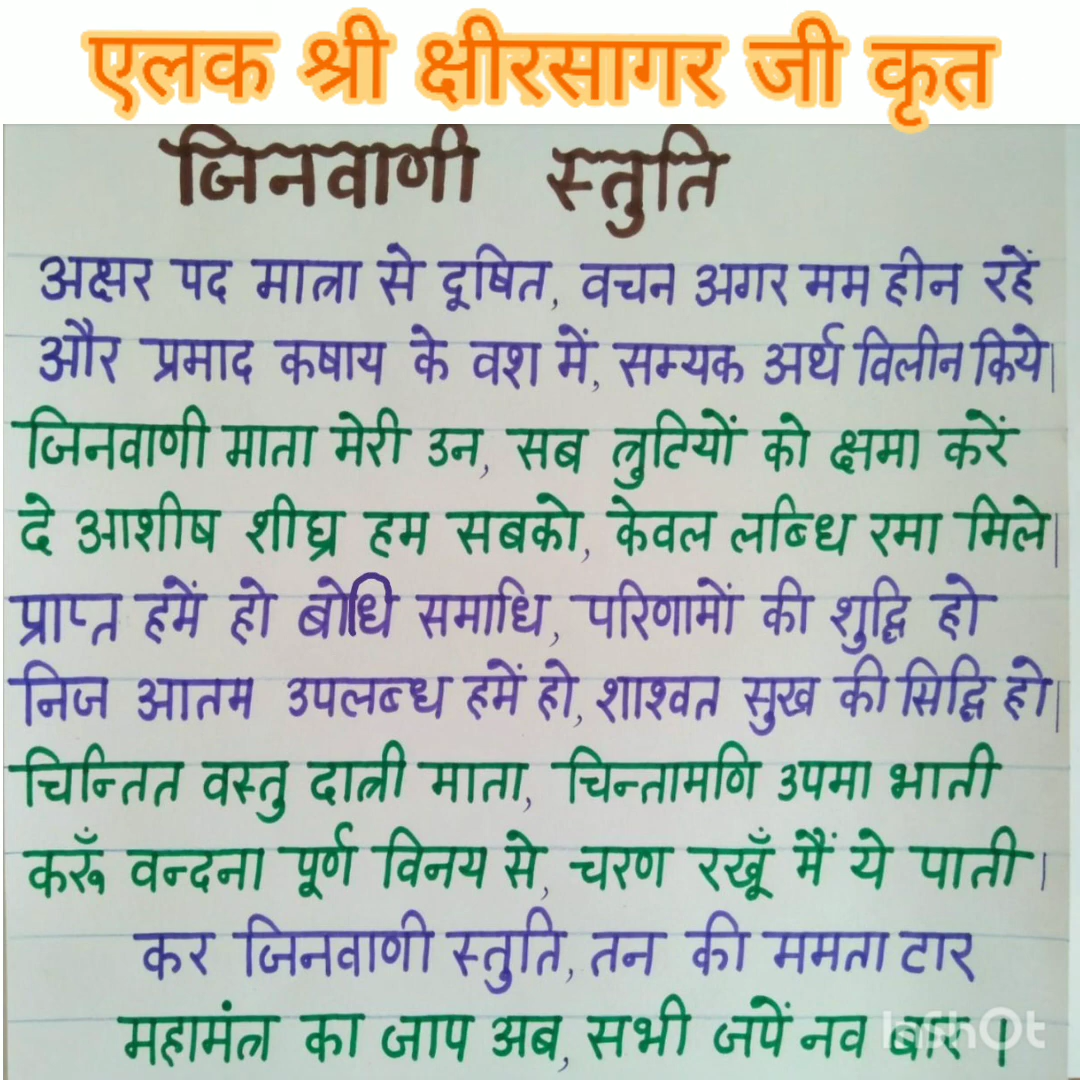 एलक श्री क्षीरसागर जी कृत
जिनवाणी स्तुति
अक्षर पद मात्रा से दूषित, वचन अगर मम हीन रहें
और प्रमाद कषाय के वश में, सम्यक अर्थ विलीन किये।
जिनवाणी माता मेरी उन, सब त्रुटियों को क्षमा करें
दे आशीष शीघ्र हम सबको, केवल लब्धि रमा मिले।
प्राप्त हमें हो बोधि समाधि, परिणामों की शुद्धि हो
निज आतम उपलब्ध हमें हो, शाश्वत सुख की सिद्धि हो।
चिन्तित वस्तु दात्री माता, चिन्तामणि उपमा भाती
करूँ वन्दना पूर्ण विनय से, चरण रखूँ मैं ये पाती।
कर जिनवाणी स्तुति, तन की ममता टार
महामंत्र का जाप अब, सभी जपें नव बार।
InShOt